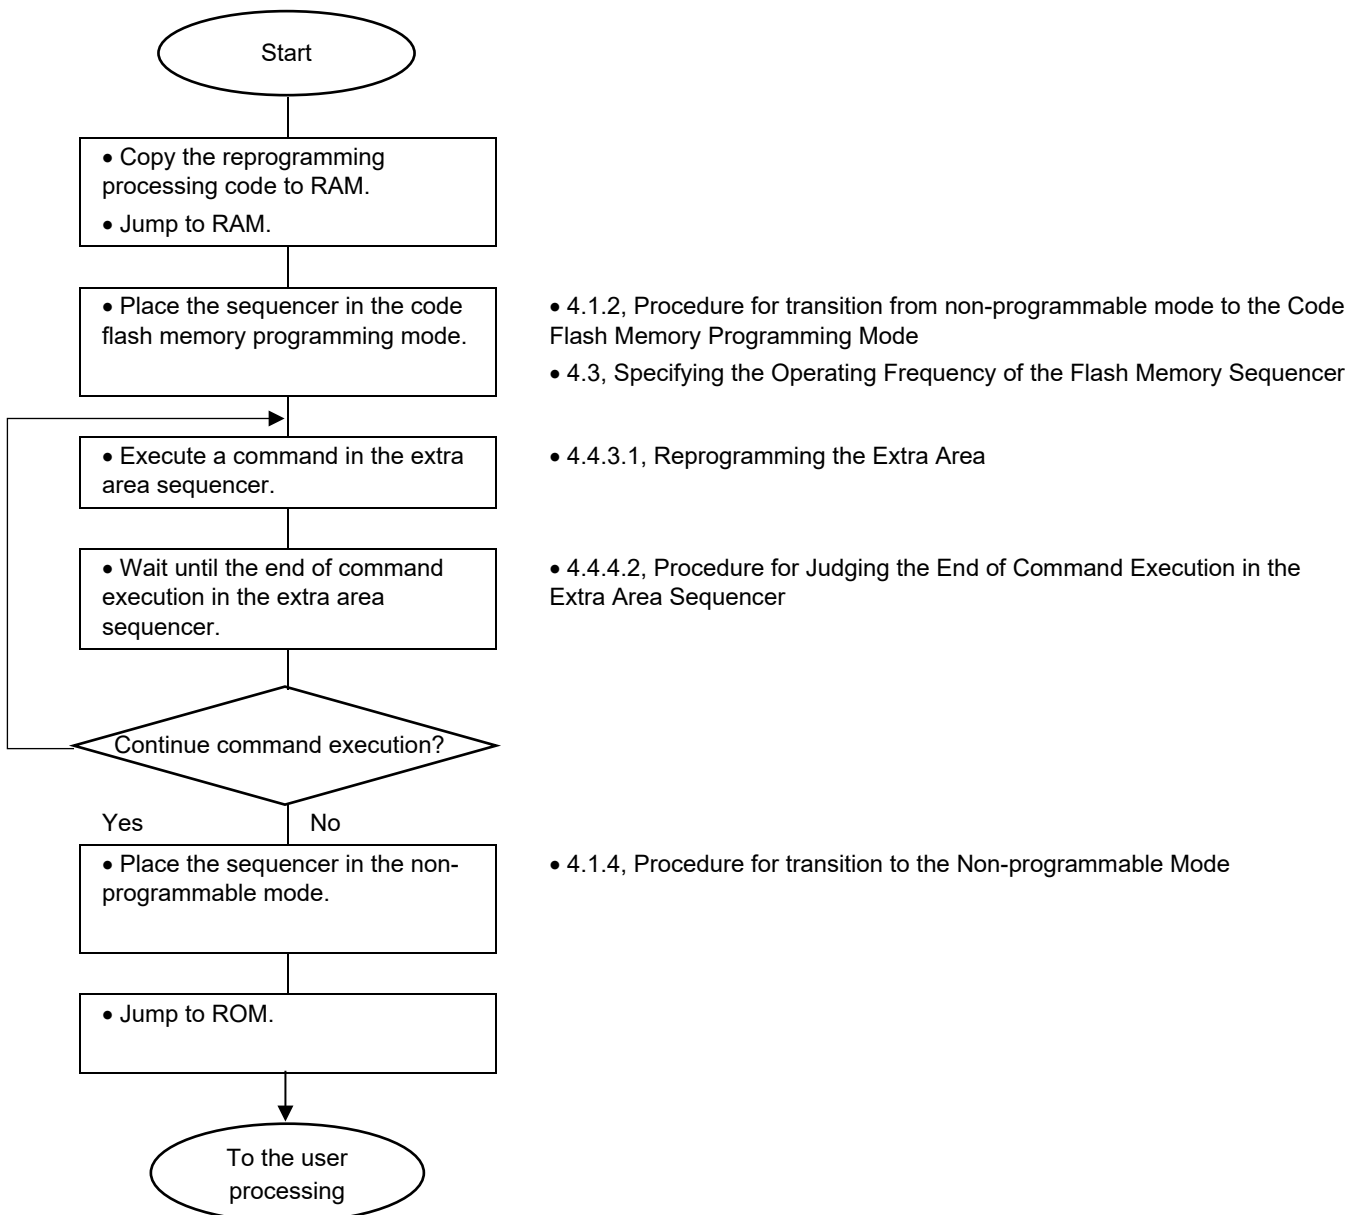 Start
• Copy the reprogramming
processing code to RAM.
• Jump to RAM.
• Place the sequencer in the code
flash memory programming mode.
• 4.1.2, Procedure for transition from non-programmable mode to the Code
Flash Memory Programming Mode
• 4.3, Specifying the Operating Frequency of the Flash Memory Sequencer
• Execute a command in the extra
area sequencer.
• 4.4.3.1, Reprogramming the Extra Area
• Wait until the end of command
execution in the extra area
sequencer.
• 4.4.4.2, Procedure for Judging the End of Command Execution in the
Extra Area Sequencer
Continue command execution?
Yes
No
• Place the sequencer in the non-
programmable mode.
• 4.1.4, Procedure for transition to the Non-programmable Mode
• Jump to ROM.
To the user
processing